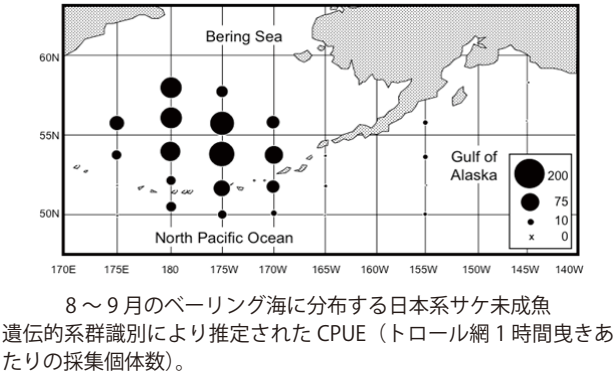 Bering Sea
60N
55N
Gulf of
Alaska
200
75
10
x 0
50N
North Pacific Ocean
170E 175E 180 175W 170W 165W 160W 155W 150W 145W 140W
8～9月のベーリング海に分布する日本系サケ未成魚
遺伝的系群識別により推定された CPUE（トロール網1時間曳きあ
たりの採集個体数）。